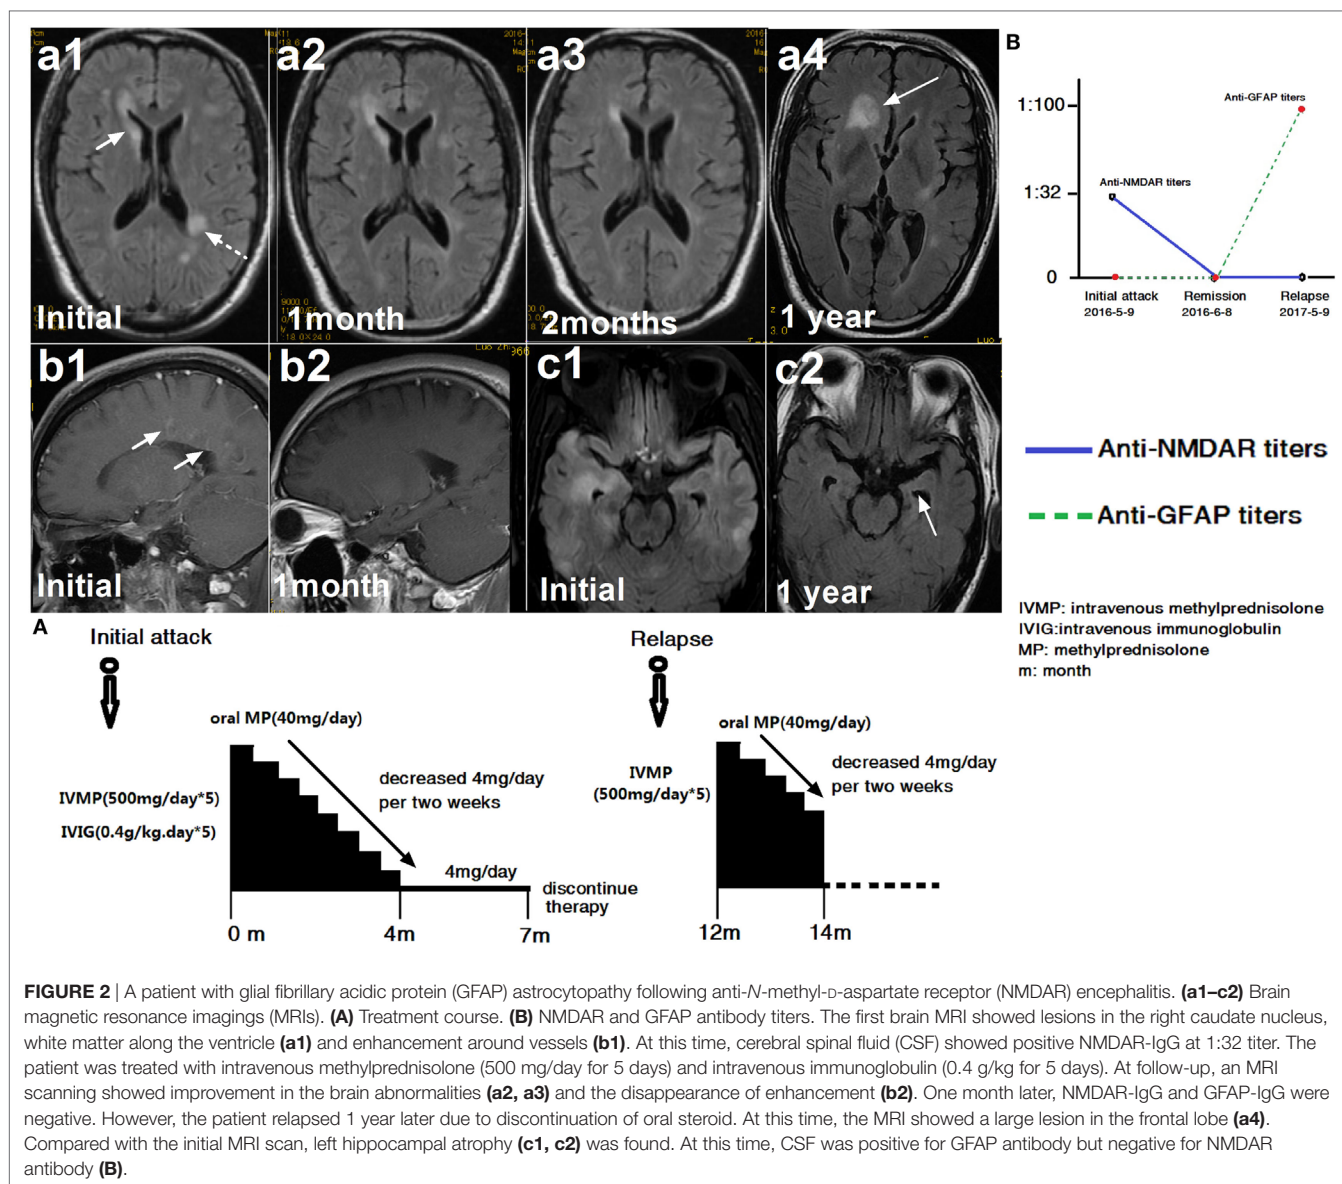 a1
a2
a3
a4
Initial
1month
2months
1 year
b1
b2
c1
c2
Initial
1month
Initial
1 year
B
Anti-GFAP titers
1:100
Anti-NMDAR titers
1:32
0
Initial attack
2016-5-9
Remission
2016-6-8
Relapse
2017-5-9
Anti-NMDAR titers
Anti-GFAP titers
IVMP: intravenous methylprednisolone
IVIG:intravenous immunoglobulin
MP: methylprednisolone
m: month
A
Initial attack
oral MP(40mg/day)
IVMP(500mg/day*5)
IVIG(0.4g/kg.day*5)
decreased 4mg/day
per two weeks
4mg/day
discontinue
therapy
0 m
4m
7m
Relapse
oral MP(40mg/day)
IVMP
(500mg/day*5)
decreased 4mg/day
per two weeks
12m
14m
FIGURE 2 | A patient with glial fibrillary acidic protein (GFAP) astrocytopathy following anti-N-methyl-D-aspartate receptor (NMDAR) encephalitis. (a1–c2) Brain
magnetic resonance imagings (MRIs). (A) Treatment course. (B) NMDAR and GFAP antibody titers. The first brain MRI showed lesions in the right caudate nucleus,
white matter along the ventricle (a1) and enhancement around vessels (b1). At this time, cerebral spinal fluid (CSF) showed positive NMDAR-IgG at 1:32 titer. The
patient was treated with intravenous methylprednisolone (500 mg/day for 5 days) and intravenous immunoglobulin (0.4 g/kg for 5 days). At follow-up, an MRI
scanning showed improvement in the brain abnormalities (a2, a3) and the disappearance of enhancement (b2). One month later, NMDAR-IgG and GFAP-IgG were
negative. However, the patient relapsed 1 year later due to discontinuation of oral steroid. At this time, the MRI showed a large lesion in the frontal lobe (a4).
Compared with the initial MRI scan, left hippocampal atrophy (c1, c2) was found. At this time, CSF was positive for GFAP antibody but negative for NMDAR
antibody (B).